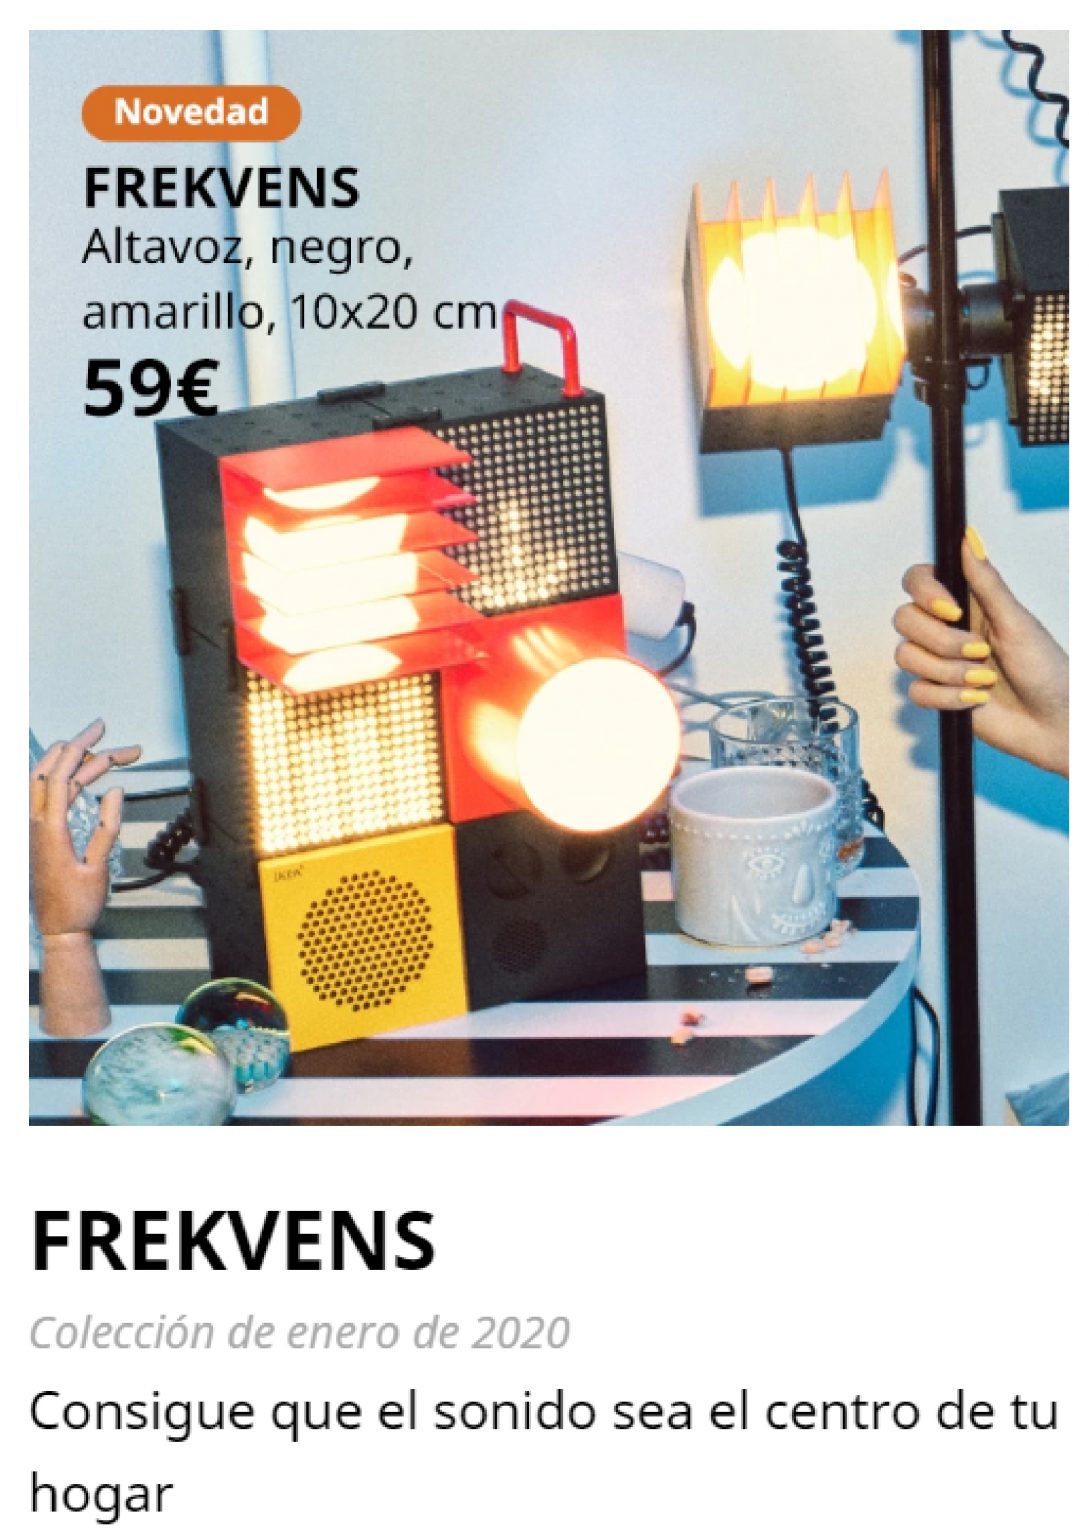 Novedad
FREKVENS
Altavoz, negro,
amarillo, 10x20 cm
59€
IKEA
FREKVENS
Colección de enero de 2020
Consigue que el sonido sea el centro de tu
hogar